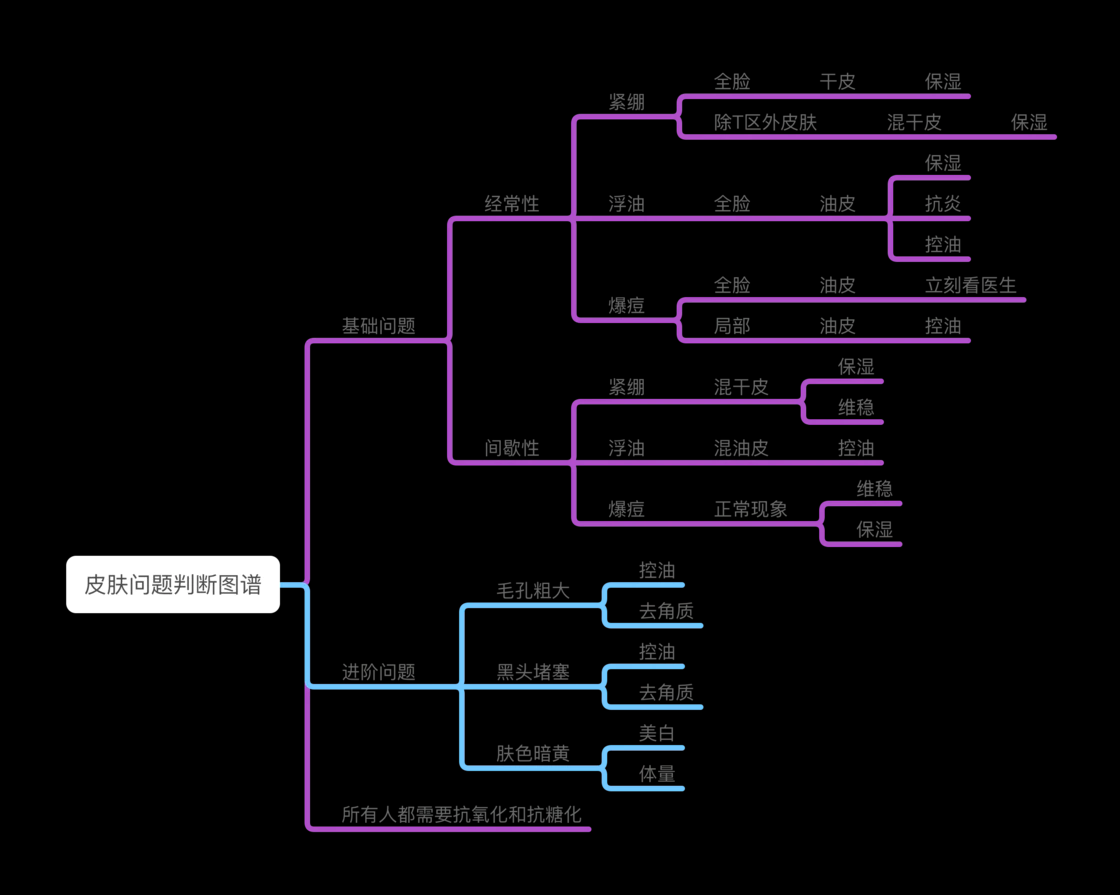 皮肤问题判断图谱
基础问题
经常性
紧绷
全脸 干皮 保湿
除T区外皮肤 混干皮 保湿
浮油 全脸 油皮
保湿
抗炎
控油
爆痘
全脸 油皮 立刻看医生
局部 油皮 控油
间歇性
紧绷 混干皮
保湿
维稳
浮油 混油皮 控油
爆痘 正常现象
维稳
保湿
进阶问题
毛孔粗大
控油
去角质
黑头堵塞
控油
去角质
肤色暗黄
美白
体量
所有人都需要抗氧化和抗糖化